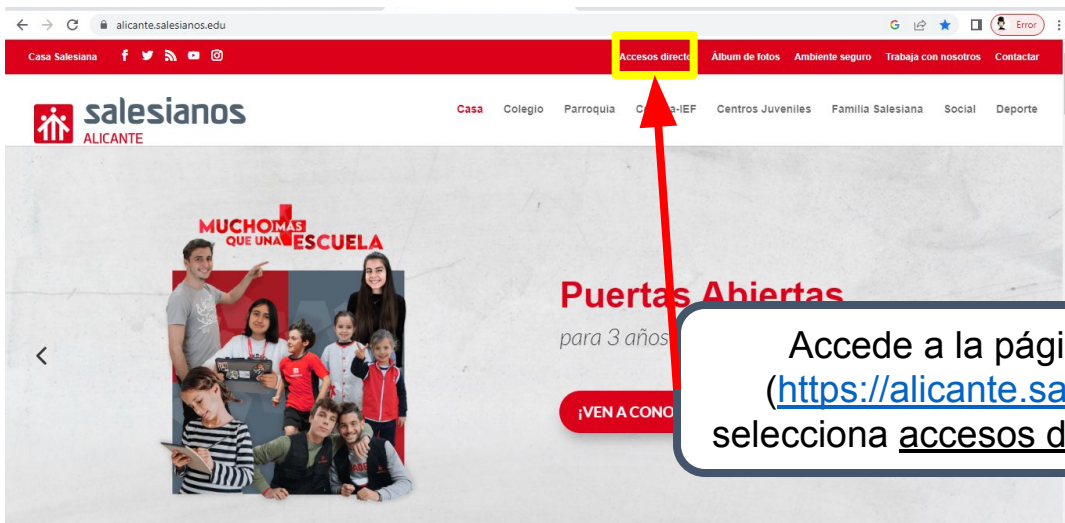 alicante.salesianos.edu
Error
Casa Salesiana
Accesos directo
Álbum de fotos
Ambiente seguro
Trabaja con nosotros
Contactar
salesianos
ALICANTE
Casa
Colegio
Parroquia
Centros Juveniles
Familia Salesiana
Social
Deporte
MUCHO MÁS
QUE UNA ESCUELA
Puertas Abiertas
para 3 años
¡VEN A CONO
Accede a la pági
(https://alicante.sa
selecciona accesos d